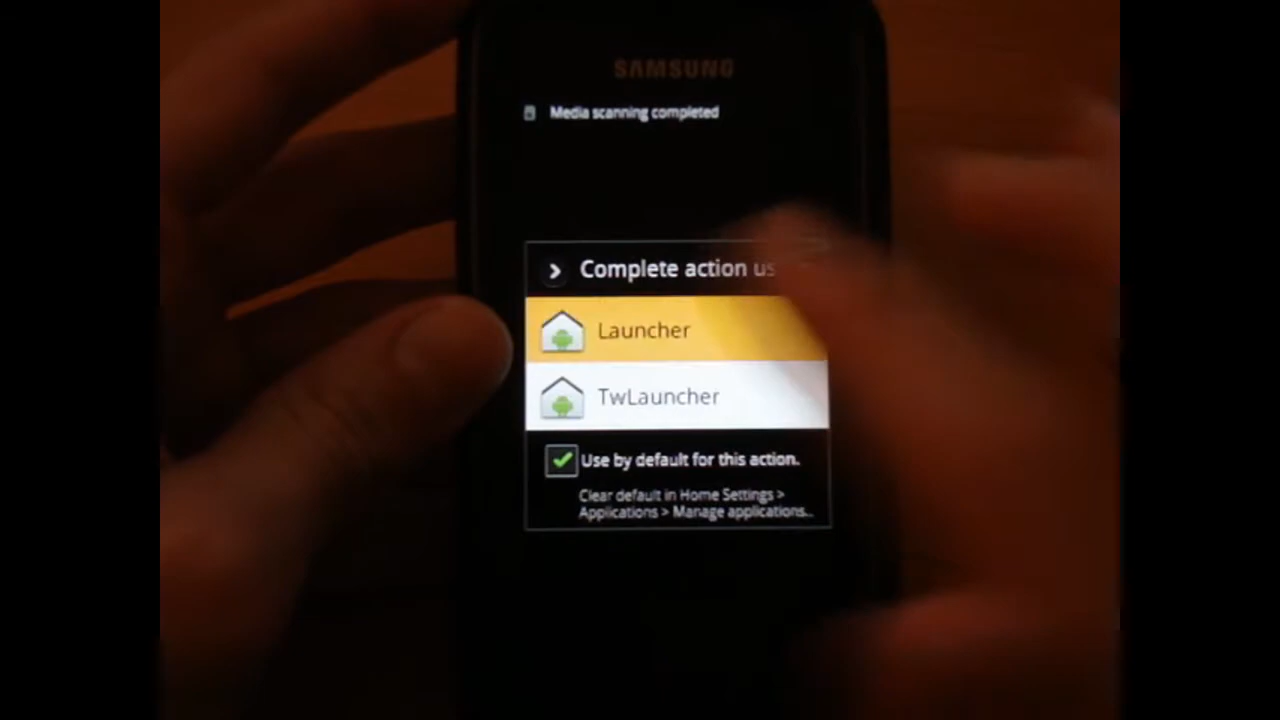 SAMSUNG
Media scanning completed
Complete action
Launcher
TwLauncher
Use by default for this action.
Clear default in Home Settings >
Applications > Manage applications..